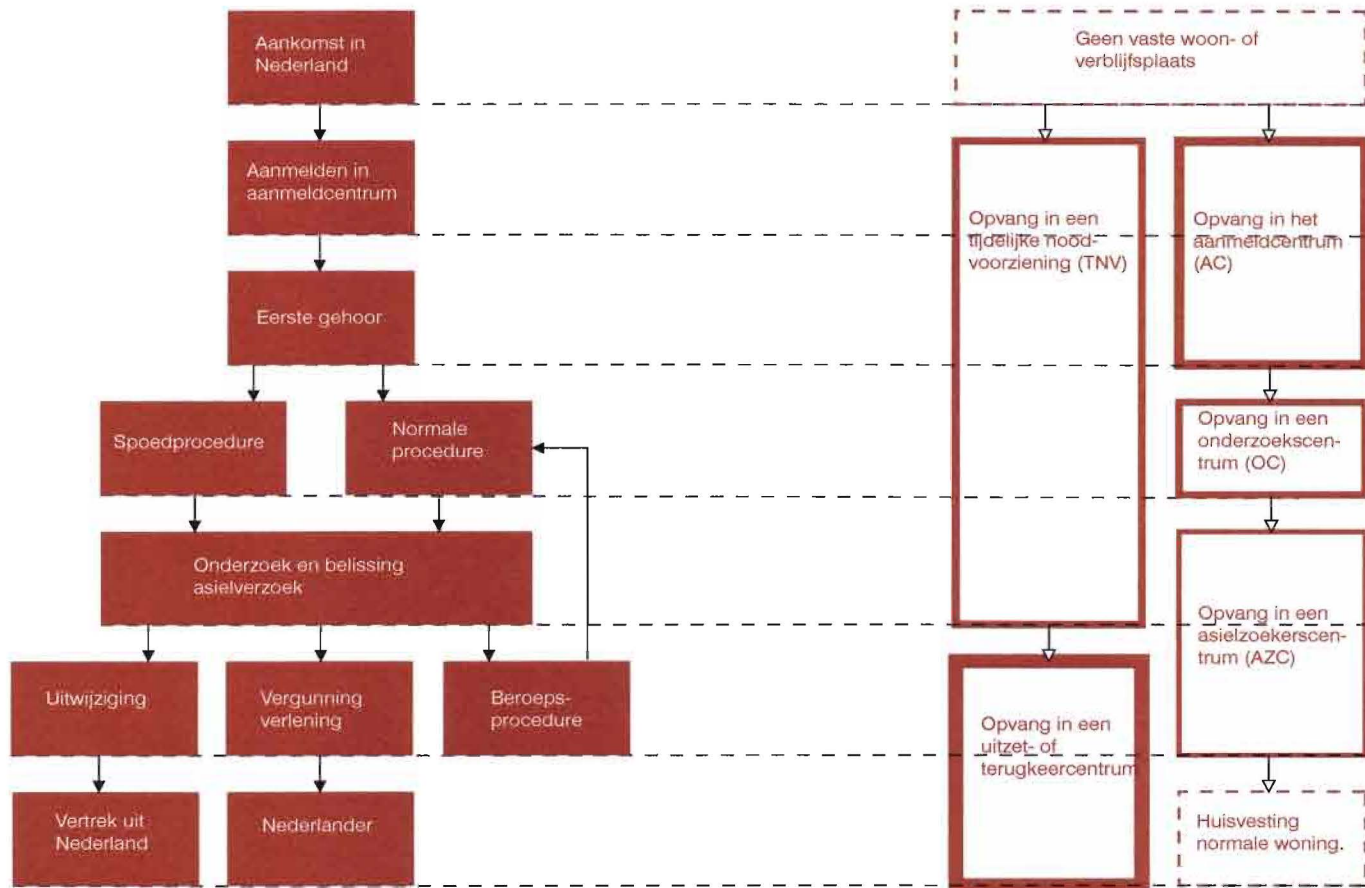 Aankomst in
Nederland
Aanmelden in
aanmeldcentrum
Eerste gehoor
Spoedprocedure
Normale
procedure
Onderzoek en belissing
asielverzoek
Uitwijziging
Vergunning
verlening
Beroeps-
procedure
Vertrek uit
Nederland
Nederlander
Geen vaste woon- of
verblijfsplaats
Opvang in een
tijdelijke nood-
voorziening (TNV)
Opvang in het
aanmeldcentrum
(AC)
Opvang in een
onderzoekscen-
trum (OC)
Opvang in een
asielzoekerscen-
trum (AZC)
Opvang in een
uitzet- of
terugkeercentrum
Huisvesting
normale woning.